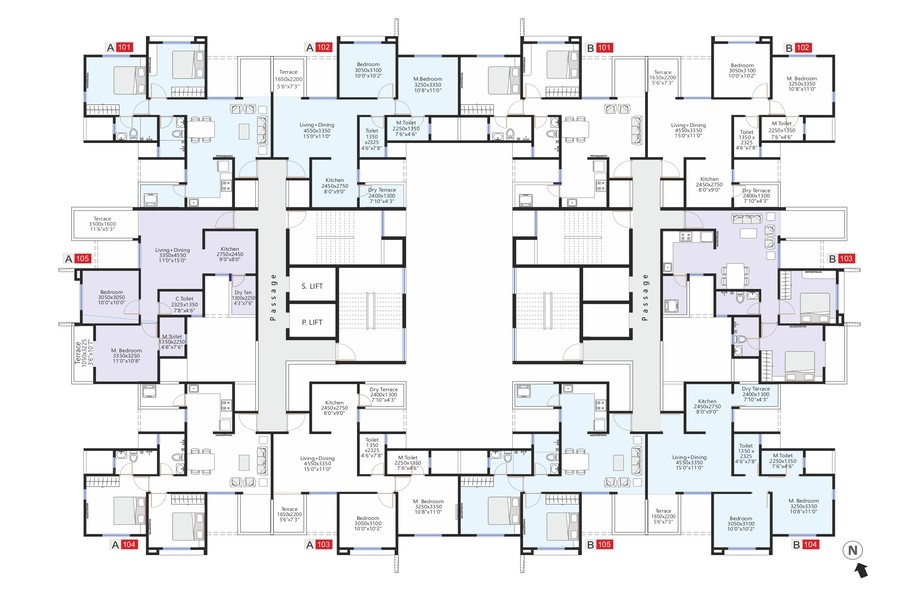 A 101
A 102
B 101
B 102
Terrace
1650x2200
5'6"x7'3"
Bedroom
3050x3100
10'0"x10'2"
M.Bedroom
3250x3350
10'8"x11'0"
Terrace
1650x2200
5'6"x7'3"
Bedroom
3050x3100
10'0"x10'2"
M. Bedroom
3250x3350
10'8"x11'0"
Living+Dining
4550x3350
15'0"x11'0"
Toilet
1350
x2325
4'6"x7'8"
M.Toilet
2250x1350
7'6"x4'6"
Living+Dining
4550x3350
15'0"x11'0"
Toilet
1350 x
2325
4'6"x7'8"
M.Toilet
2250x1350
7'6"x4'6"
Kitchen
2450x2750
8'0"x9'0"
Dry Terrace
2400x1300
7'10"x4'3"
Kitchen
2450x2750
8'0"x9'0"
Dry Terrace
2400x1300
7'10"x4'3"
Terrace
3500x1600
11'6"x5'3"
A 105
Living+Dining
3350x4550
11'0"x15'0"
Kitchen
2750x2450
9'0"x8'0"
B 103
Bedroom
3050x3050
10'0"x10'0"
C.Toilet
2325x1350
7'8"x4'6"
Dry Terr.
1300x2250
4'3"x7'6"
Passage
S. LIFT
P. LIFT
Passage
Terrace
1050x3225
3'6"x10'7"
M. Bedroom
3350x3250
11'0"x10'8"
M.Toilet
1350x2250
4'6"x7'6"
Kitchen
2450x2750
8'0"x9'0"
Dry Terrace
2400x1300
7'10"x4'3"
Kitchen
2450x2750
8'0"x9'0"
Dry Terrace
2400x1300
7'10"x4'3"
Living+Dining
4550x3350
15'0"x11'0"
Toilet
1350
x2325
4'6"x7'8"
M.Toilet
2250x1350
7'6"x4'6"
Living+Dining
4550x3350
15'0"x11'0"
Toilet
1350 x
2325
4'6"x7'8"
M.Toilet
2250x1350
7'6"x4'6"
Terrace
1650x2200
5'6"x7'3"
Bedroom
3050x3100
10'0"x10'2"
M. Bedroom
3250x3350
10'8"x11'0"
Terrace
1650x2200
5'6"x7'3"
Bedroom
3050x3100
10'0"x10'2"
M. Bedroom
3250x3350
10'8"x11'0"
A 104
A 103
B 105
B 104
N